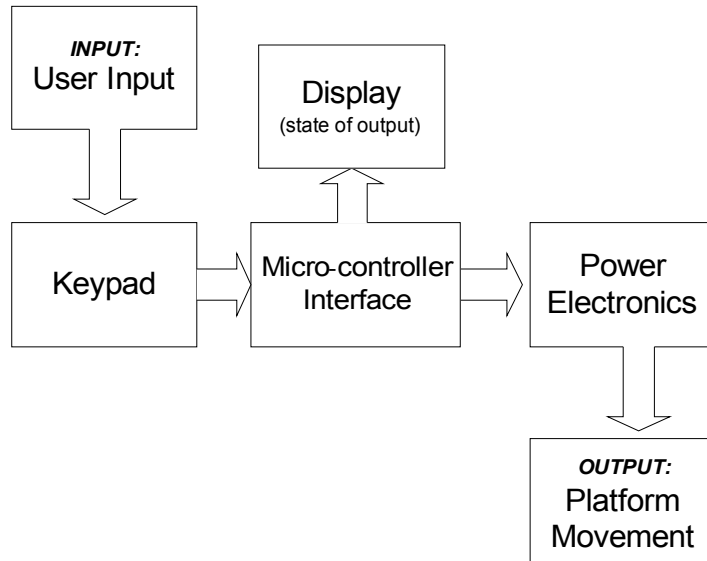 INPUT:
User Input
Display
(state of output)
Keypad
Micro-controller
Interface
Power
Electronics
OUTPUT:
Platform
Movement